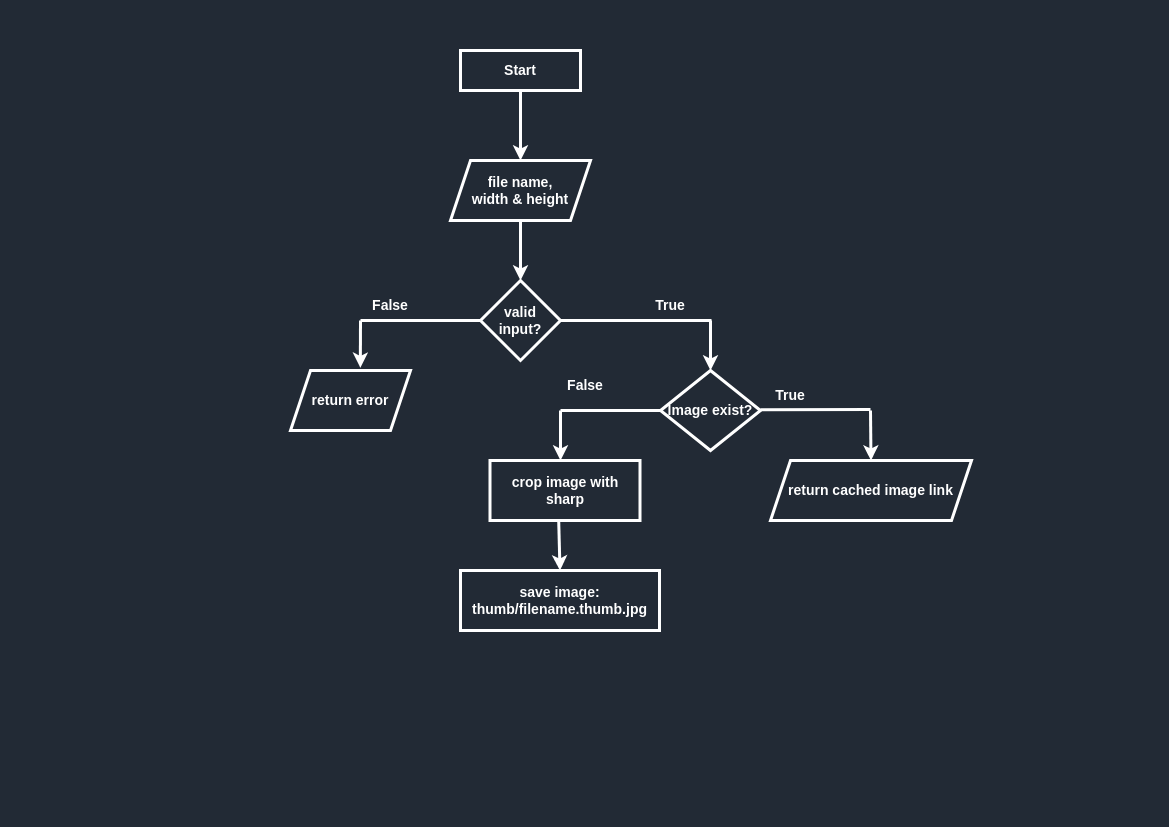 Start
file name,
width & height
False
True
valid
input?
return error
False
True
Image exist?
crop image with
sharp
return cached image link
save image:
thumb/filename.thumb.jpg